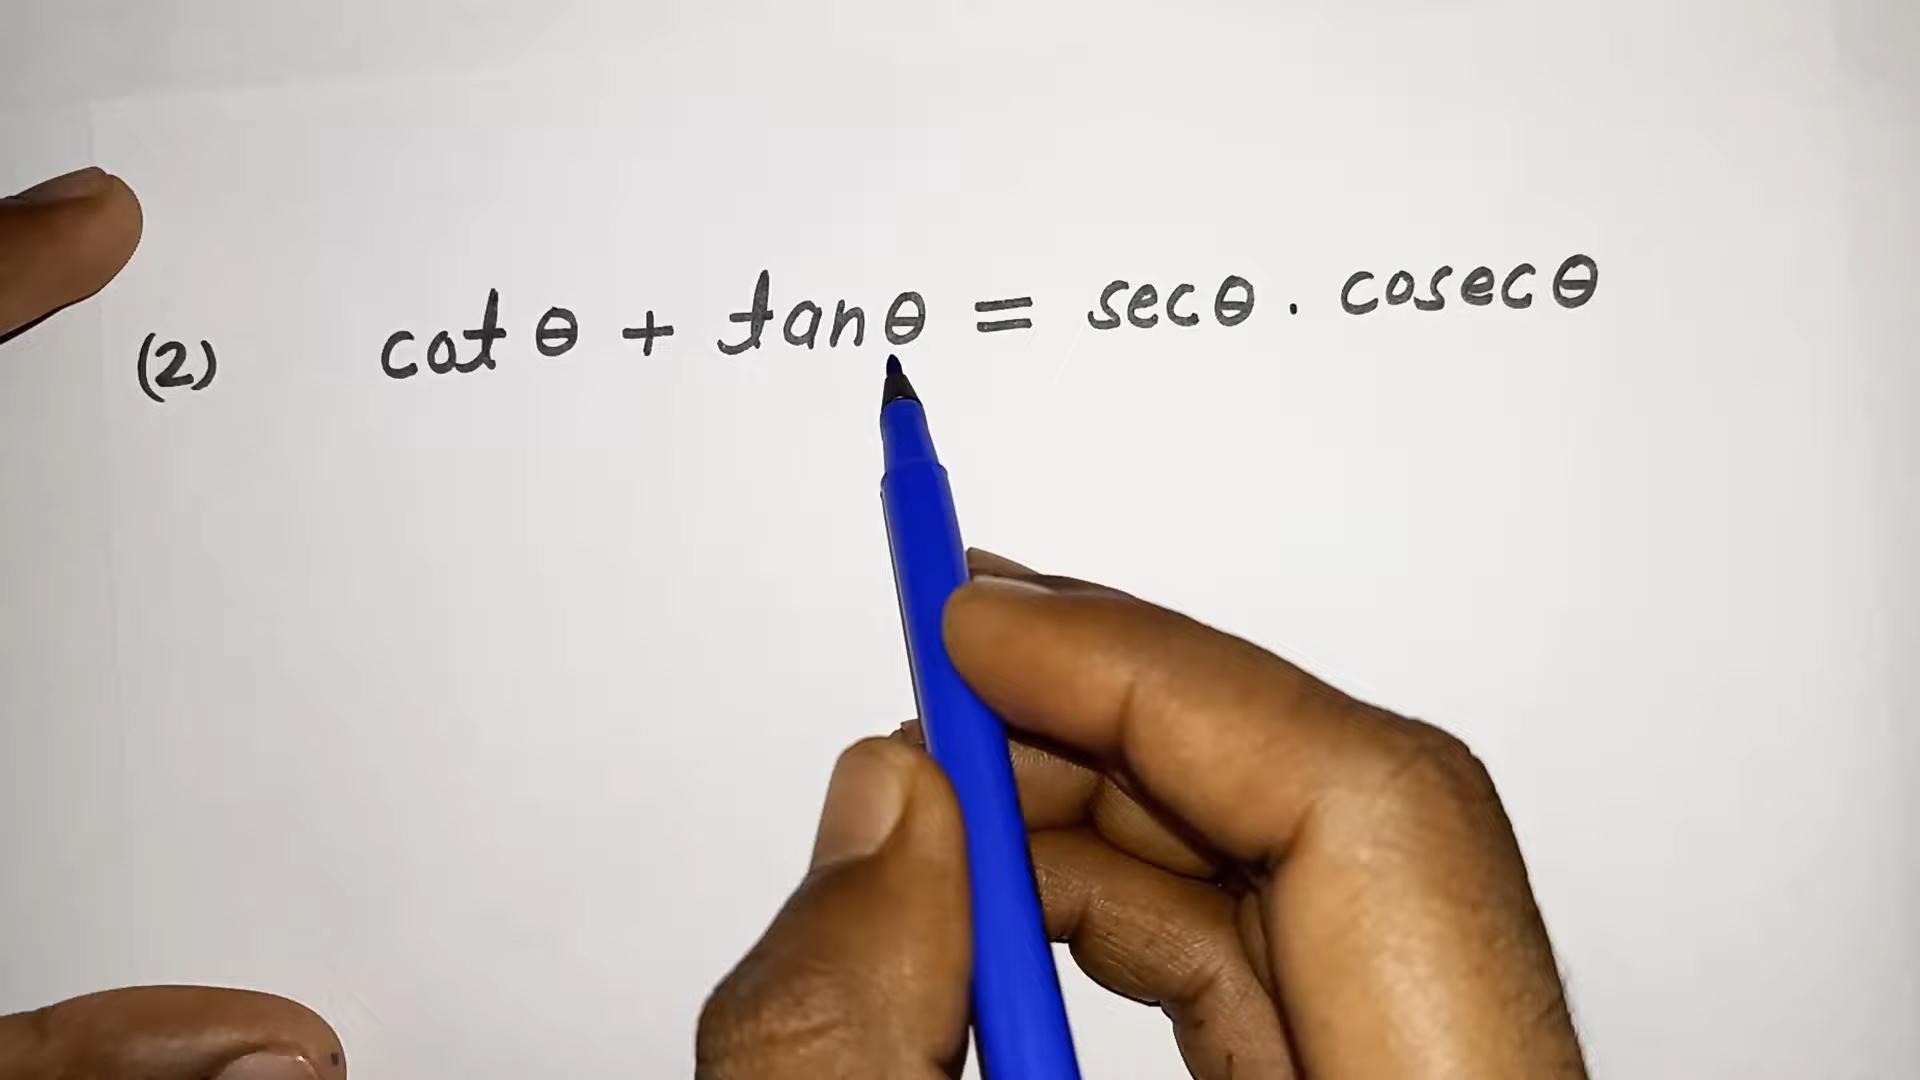 (2) cot θ + tan θ = sec θ . cosec θ